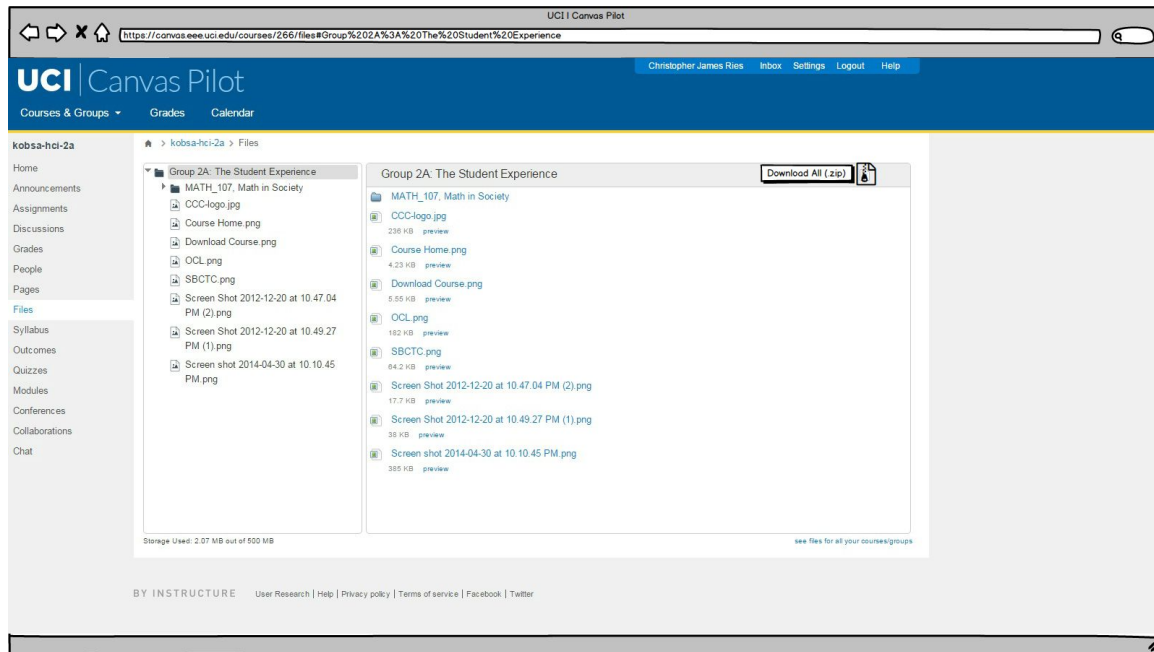 UCI I Canvas Pilot
https://canvas.eee.uci.edu/courses/266/files#Group%202A%3A%20The%20Student%20Experience
Christopher James Ries Inbox Settings Logout Help
UCI | Canvas Pilot
Courses & Groups Grades Calendar
kobsa-hci-2a
Home
Announcements
Assignments
Discussions
Grades
People
Pages
Files
Syllabus
Outcomes
Quizzes
Modules
Conferences
Collaborations
Chat
> kobsa-hci-2a > Files
Group 2A: The Student Experience
MATH_107, Math in Society
CCC-logo.jpg
Course Home.png
Download Course.png
OCL.png
SBCTC.png
Screen Shot 2012-12-20 at 10.47.04
PM (2).png
Screen Shot 2012-12-20 at 10.49.27
PM (1).png
Screen shot 2014-04-30 at 10.10.45
PM.png
Group 2A: The Student Experience
Download All (.zip)
MATH_107, Math in Society
CCC-logo.jpg
236 KB preview
Course Home.png
4.23 KB preview
Download Course.png
5.55 KB preview
OCL.png
182 KB preview
SBCTC.png
64.2 KB preview
Screen Shot 2012-12-20 at 10.47.04 PM (2).png
17.7 KB preview
Screen Shot 2012-12-20 at 10.49.27 PM (1).png
38 KB preview
Screen shot 2014-04-30 at 10.10.45 PM.png
385 KB preview
Storage Used: 2.07 MB out of 500 MB
see files for all your courses/groups
BY INSTRUCTURE User Research | Help | Privacy policy | Terms of service | Facebook | Twitter